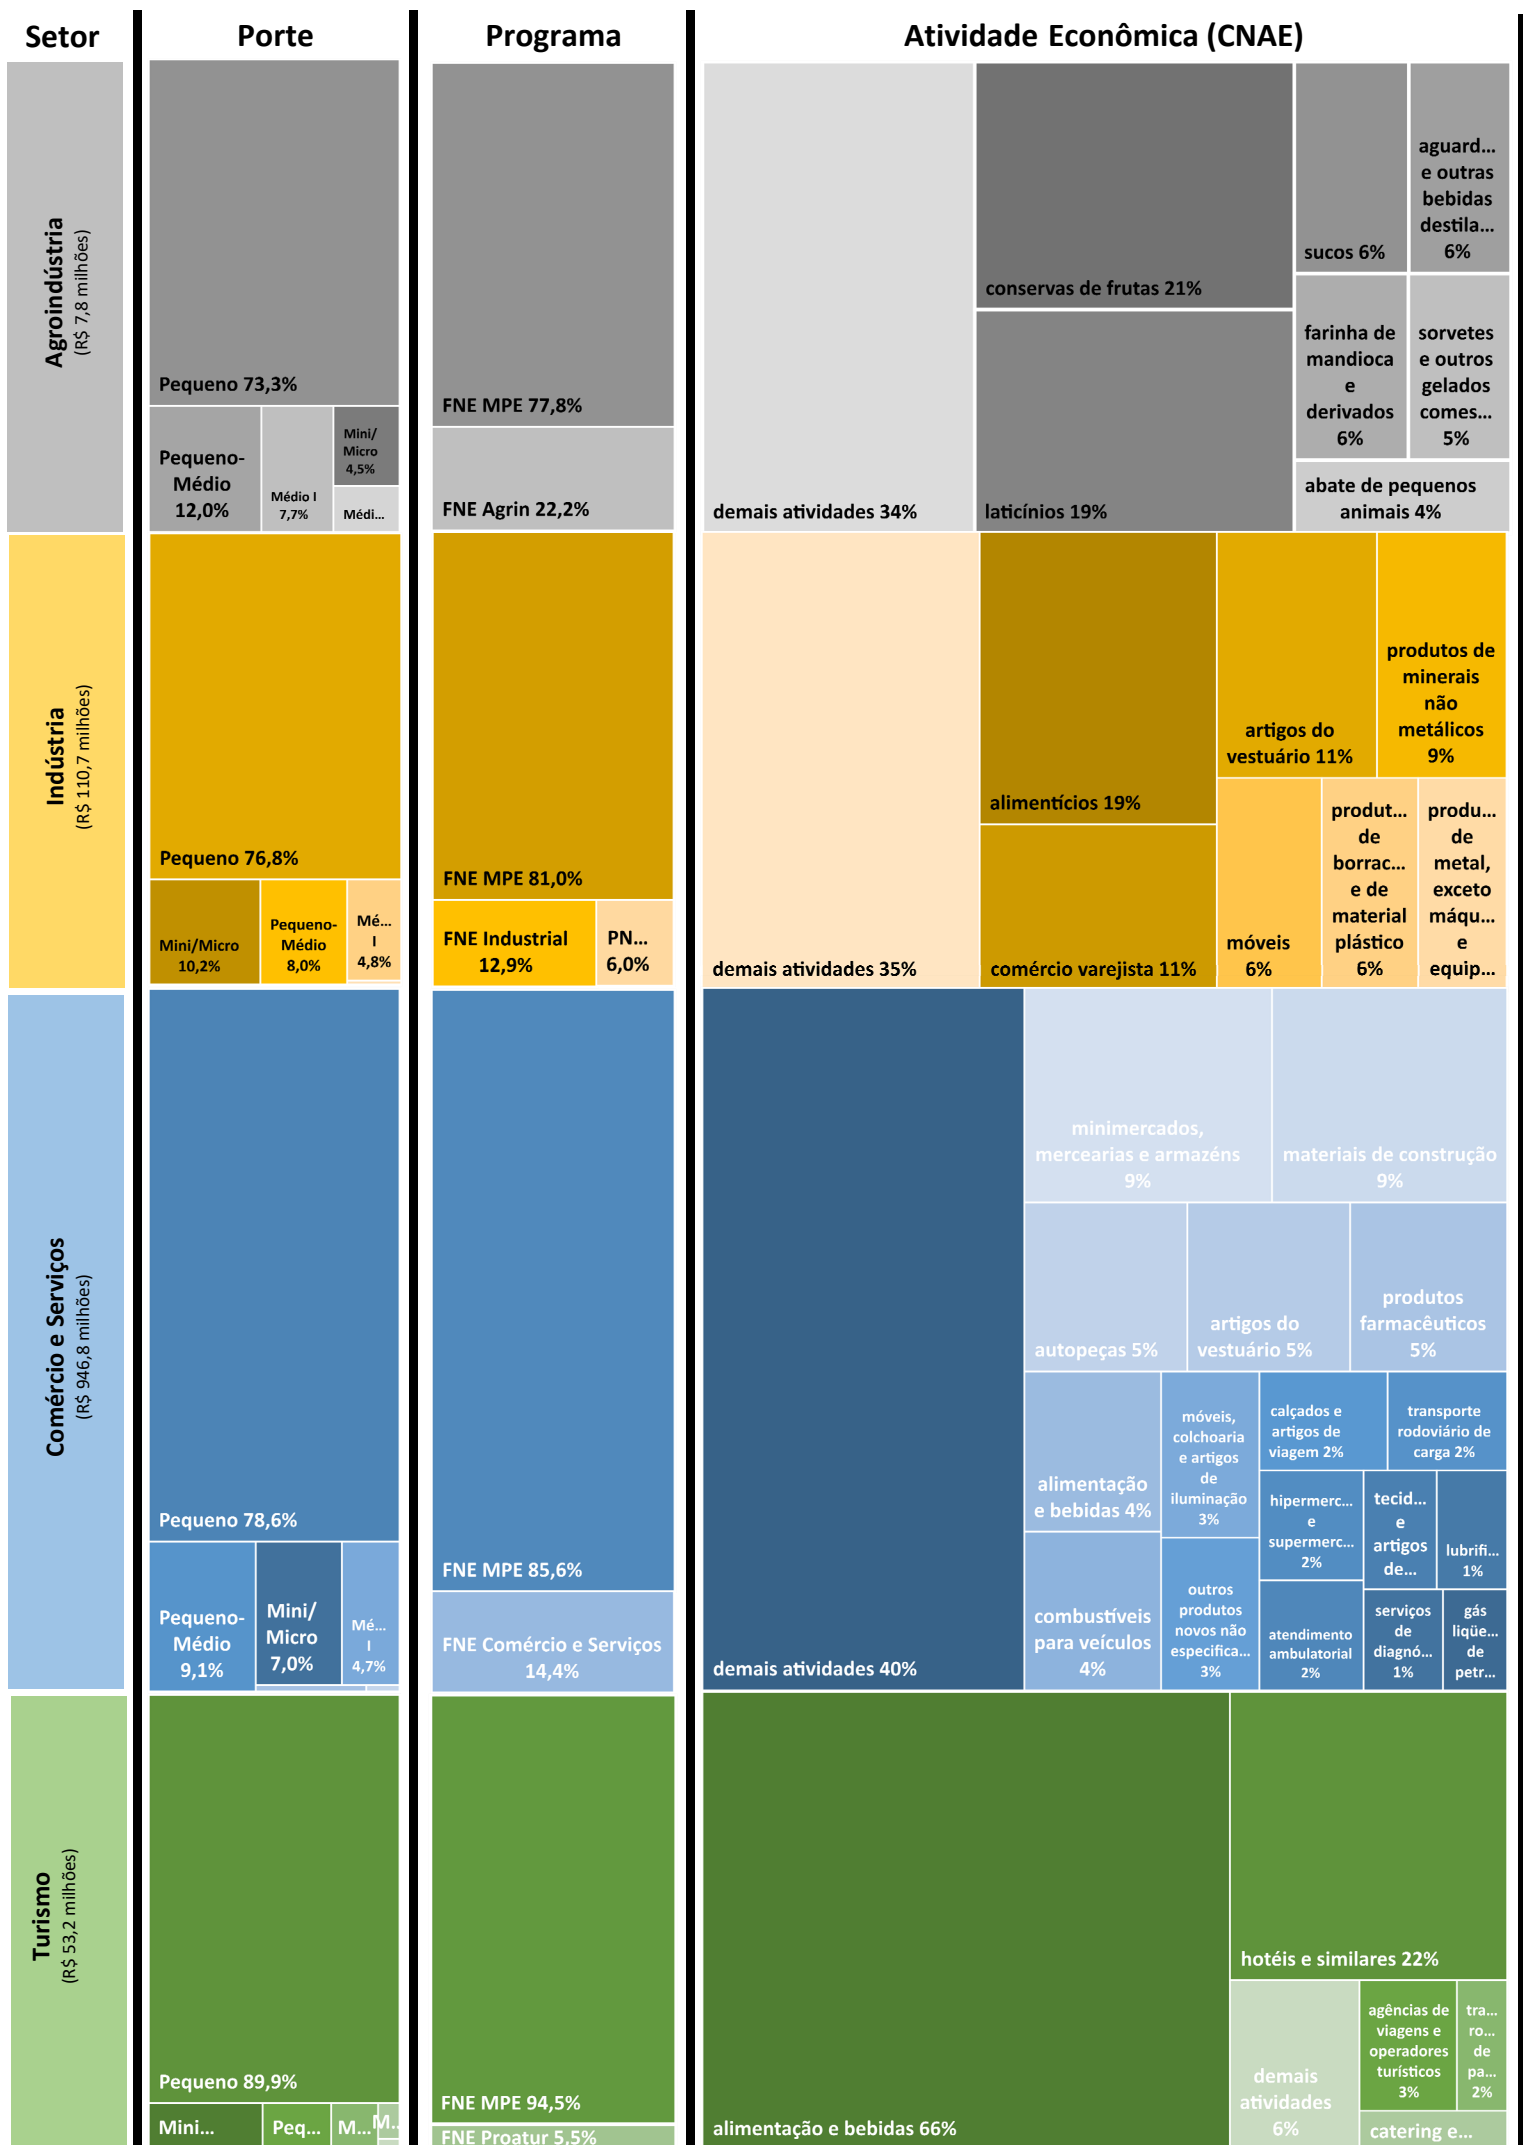 Setor
Porte
Programa
Atividade Econômica (CNAE)
Agroindústria
(R$ 7,8 milhões)
Pequeno 73,3%
Pequeno-
Médio
12,0%
Médio I
7,7%
Mini/
Micro
4,5%
Médi...
FNE MPE 77,8%
FNE Agrin 22,2%
demais atividades 34%
conservas de frutas 21%
laticínios 19%
sucos 6%
aguard...
e outras
bebidas
destila...
6%
farinha de
mandioca
e
derivados
6%
sorvetes
e outros
gelados
comes...
5%
abate de pequenos
animais 4%
Indústria
(R$ 110,7 milhões)
Pequeno 76,8%
Mini/Micro
10,2%
Pequeno-
Médio
8,0%
Mé...
I
4,8%
FNE MPE 81,0%
FNE Industrial
12,9%
PN...
6,0%
demais atividades 35%
alimentícios 19%
comércio varejista 11%
artigos do
vestuário 11%
produtos de
minerais
não
metálicos
9%
móveis
6%
produt...
de
borrac...
e de
material
plástico
6%
produ...
de
metal,
exceto
máqu...
e
equip...
Comércio e Serviços
(R$ 946,8 milhões)
Pequeno 78,6%
Pequeno-
Médio
9,1%
Mini/
Micro
7,0%
Mé...
I
4,7%
FNE MPE 85,6%
FNE Comércio e Serviços
14,4%
demais atividades 40%
minimercados,
mercearias e armazéns
9%
materiais de construção
9%
autopeças 5%
artigos do
vestuário 5%
produtos
farmacêuticos
5%
alimentação
e bebidas 4%
combustíveis
para veículos
4%
móveis,
colchoaria
e artigos
de
iluminação
3%
outros
produtos
novos não
especifica...
3%
calçados e
artigos de
viagem 2%
transporte
rodoviário de
carga 2%
hipermerc...
e
supermerc...
2%
tecid...
e
artigos
de...
lubrifi...
1%
atendimento
ambulatorial
2%
serviços
de
diagnó...
1%
gás
liqüe...
de
petr...
Turismo
(R$ 53,2 milhões)
Pequeno 89,9%
Mini...
Peq...
M...
M...
FNE MPE 94,5%
FNE Proatur 5,5%
alimentação e bebidas 66%
hotéis e similares 22%
demais
atividades
6%
agências de
viagens e
operadores
turísticos
3%
tra...
ro...
de
pa...
2%
catering e...